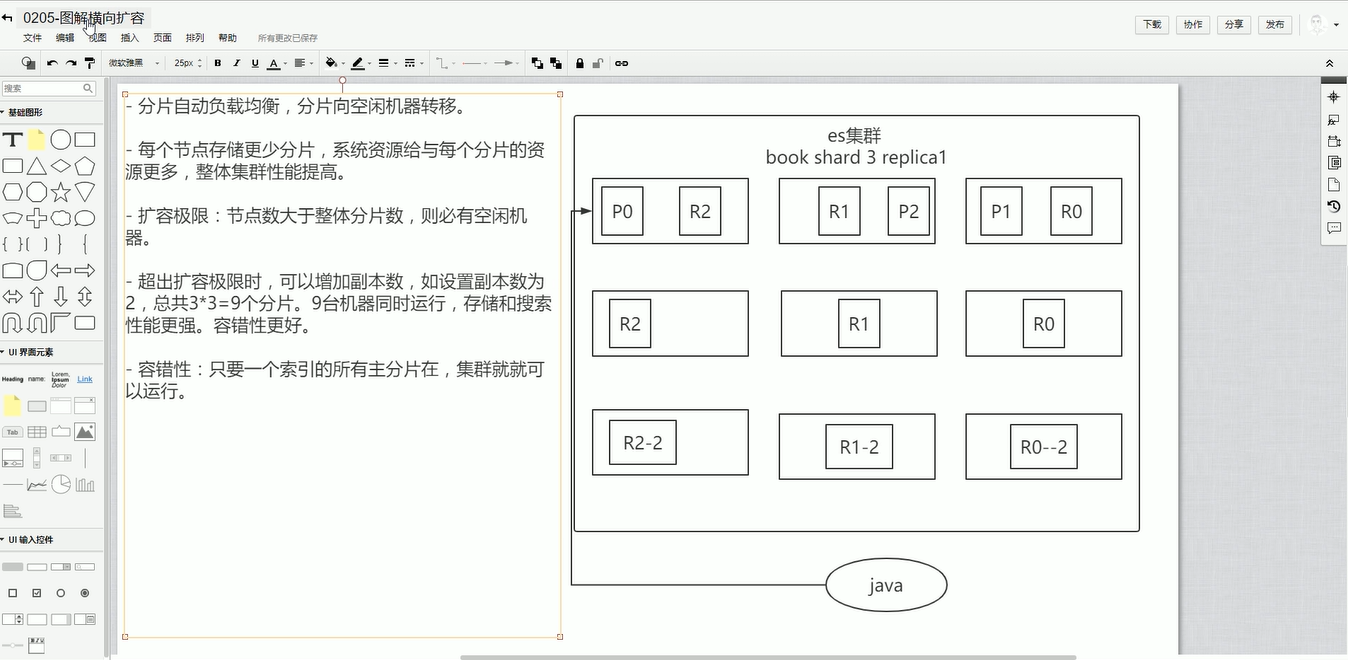 0205-图解横向扩容
文件 编辑 视图 插入 页面 排列 帮助 所有更改已保存
下载 协作 分享 发布
微软雅黑 25px B I U A
搜索
基础图形
T
UI 界面元素
Heading name: Lorem, Ipsum Dolor Link
Tab
UI 输入控件
- 分片自动负载均衡，分片向空闲机器转移。
- 每个节点存储更少分片，系统资源给与每个分片的资
源更多，整体集群性能提高。
- 扩容极限：节点数大于整体分片数，则必有空闲机
器。
- 超出扩容极限时，可以增加副本数，如设置副本数为
2，总共3*3=9个分片。9台机器同时运行，存储和搜索
性能更强。容错性更好。
- 容错性：只要一个索引的所有主分片在，集群就就可
以运行。
es集群
book shard 3 replica1
P0 R2 R1 P2 P1 R0
R2 R1 R0
R2-2 R1-2 R0--2
java